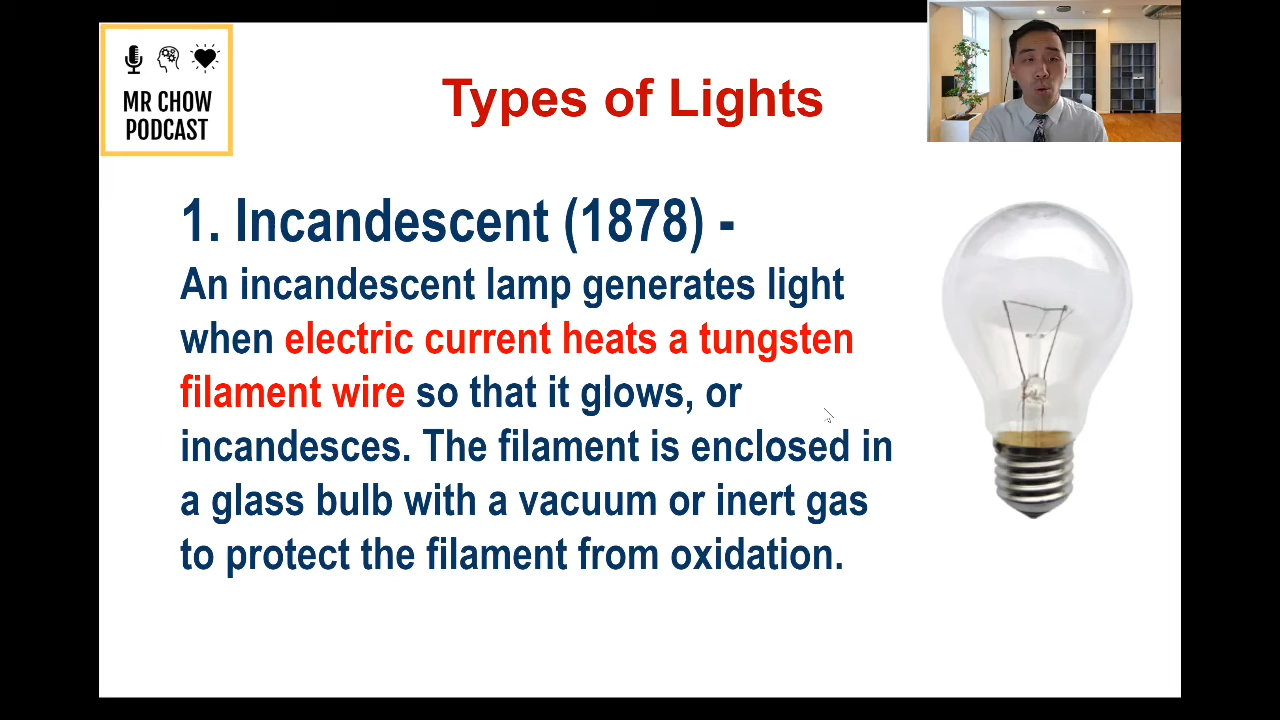 MR CHOW
PODCAST
Types of Lights
1. Incandescent (1878) -
An incandescent lamp generates light
when electric current heats a tungsten
filament wire so that it glows, or
incandesces. The filament is enclosed in
a glass bulb with a vacuum or inert gas
to protect the filament from oxidation.